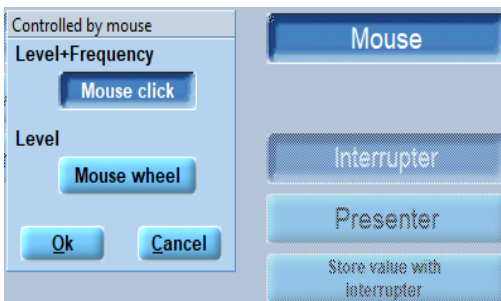 Controlled by mouse
Level+Frequency
Mouse click
Level
Mouse wheel
Ok
Cancel
Mouse
Interrupter
Presenter
Store value with
interrupter